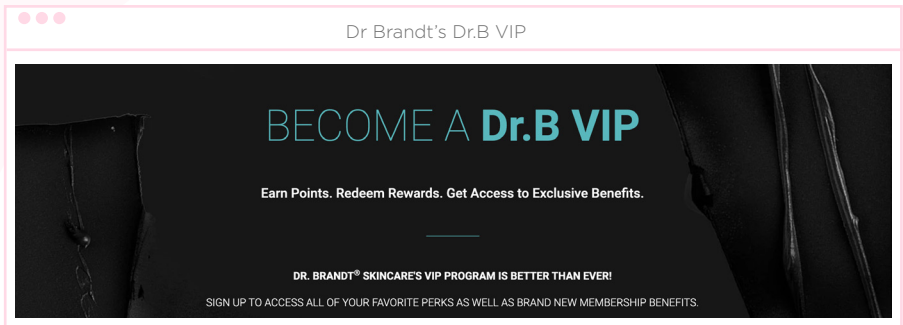 Dr Brandt’s Dr.B VIP
BECOME A Dr.B VIP
Earn Points. Redeem Rewards. Get Access to Exclusive Benefits.
DR. BRANDT® SKINCARE'S VIP PROGRAM IS BETTER THAN EVER!
SIGN UP TO ACCESS ALL OF YOUR FAVORITE PERKS AS WELL AS BRAND NEW MEMBERSHIP BENEFITS.